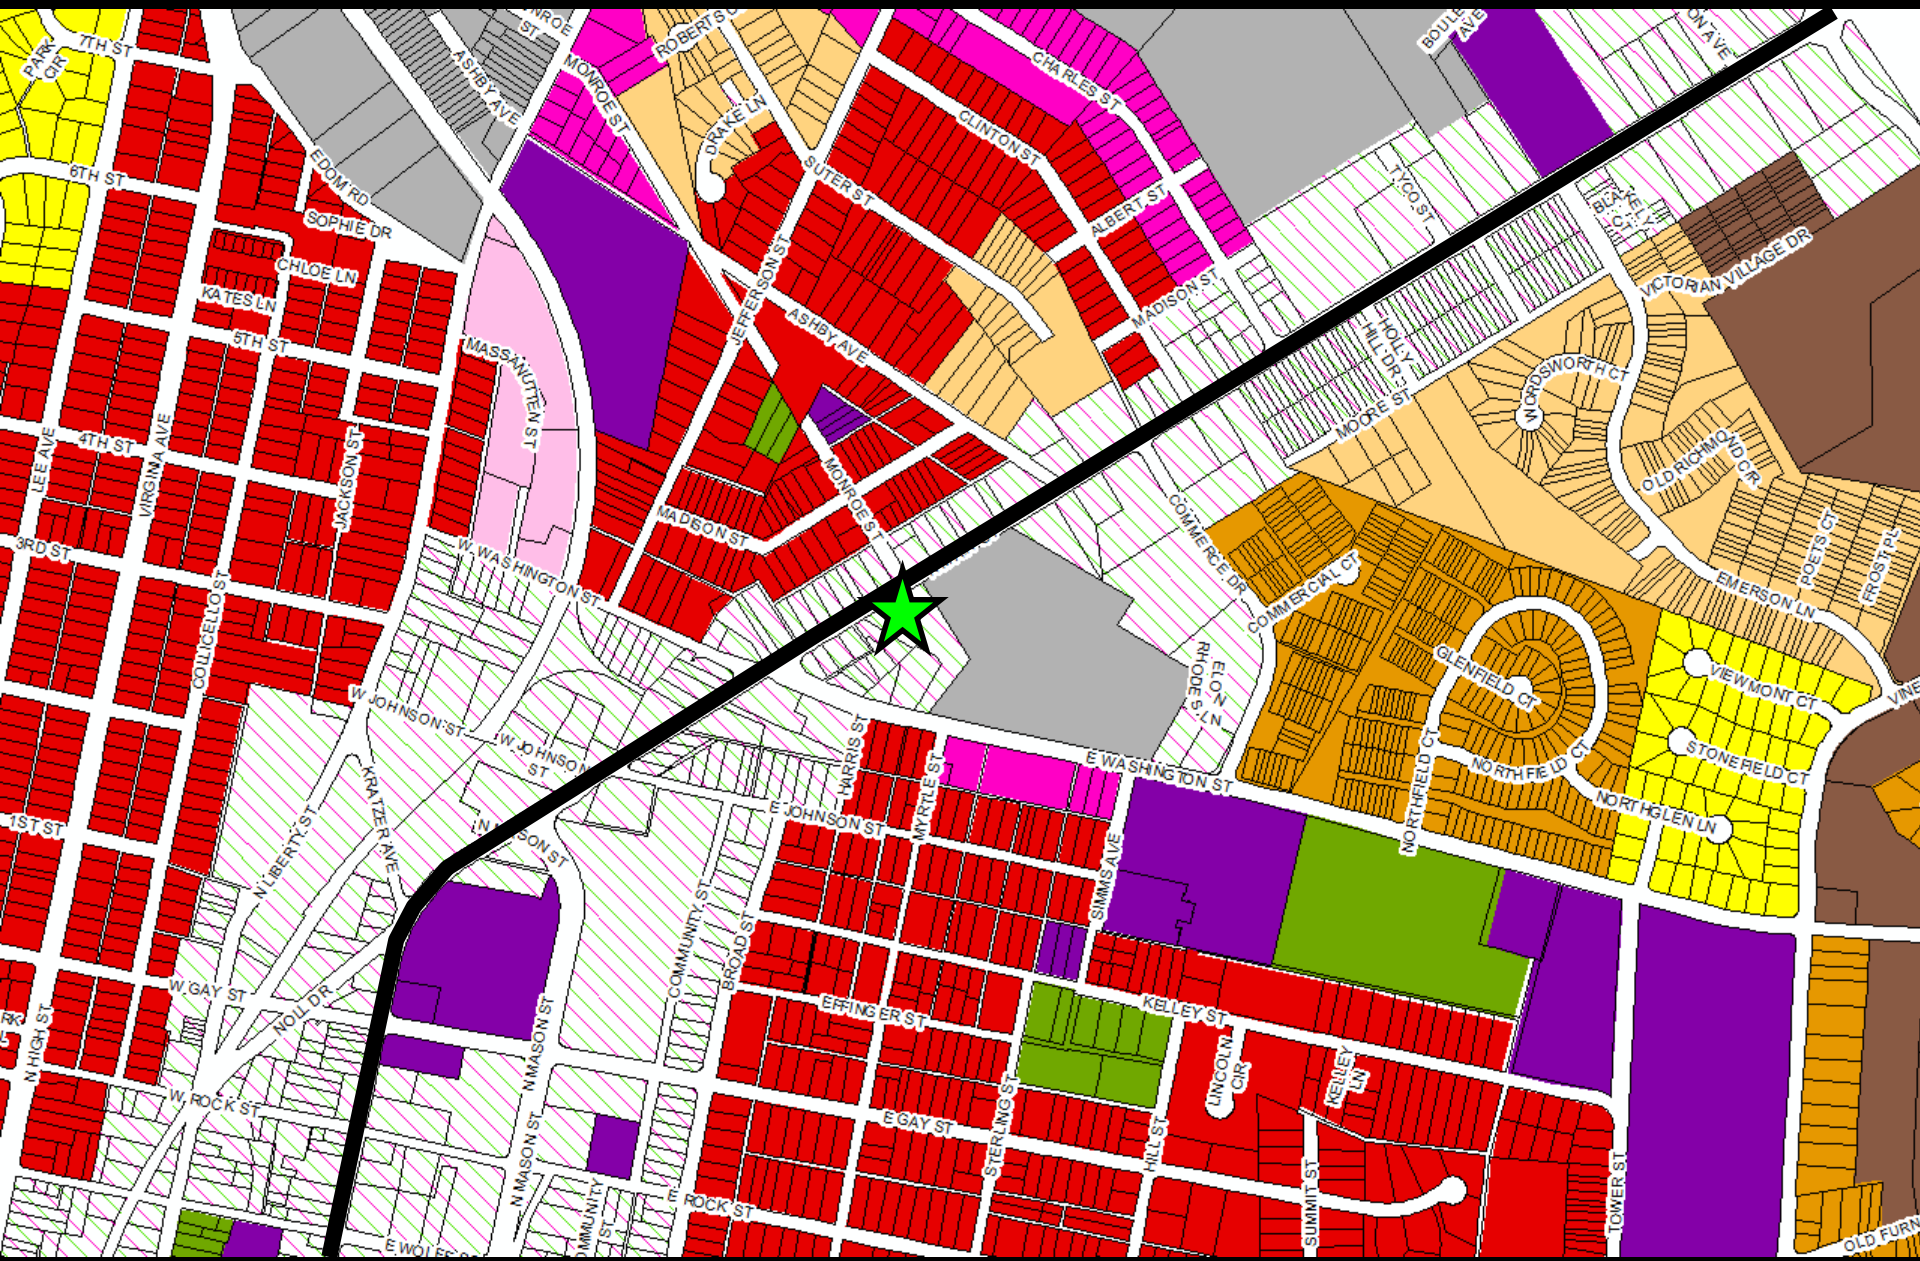 7TH ST
PARK
CIR
ASHBY AVE
ST
MONROE ST
DRAKE LN
CHARLES ST
CLINTON ST
SUTER ST
ALBERT ST
TYCO ST
6TH ST
EDOM RD
SOPHIE DR
CHLOE LN
KATES LN
5TH ST
JEFFERSON ST
ASHBY AVE
MADISON ST
HOLLY
HILL DR
VICTORIAN VILLAGE DR
WORDSWORTH CT
MOORE ST
OLD RICHMOND CIR
MASSANUTTEN ST
LEE AVE
4TH ST
VIRGINIA AVE
JACKSON ST
3RD ST
W WASHINGTON ST
MADISON ST
MONROE ST
COMMERCE DR
COMMERCIAL CT
POETS CT
FROST PL
EMERSON LN
COLLICELLO ST
W JOHNSON ST
W JOHNSON
ST
HARRIS ST
MYRTLE ST
E WASHINGTON ST
ELON
RHODES LN
GLENFIELD CT
NORTHFIELD CT
NORTHFIELD CT
NORTHGLEN LN
VIEWMONT CT
STONEFIELD CT
1ST ST
N LIBERTY ST
KRATZER AVE
N MASON ST
E JOHNSON ST
SIMMS AVE
COMMUNITY ST
BROAD ST
W GAY ST
NOLL DR
N HIGH ST
N MASON ST
EFFINGER ST
KELLEY ST
LINCOLN
CIR
KELLEY
LN
W ROCK ST
N MASON ST
E GAY ST
STERLING ST
HILL ST
SUMMIT ST
TOWER ST
E ROCK ST
ST